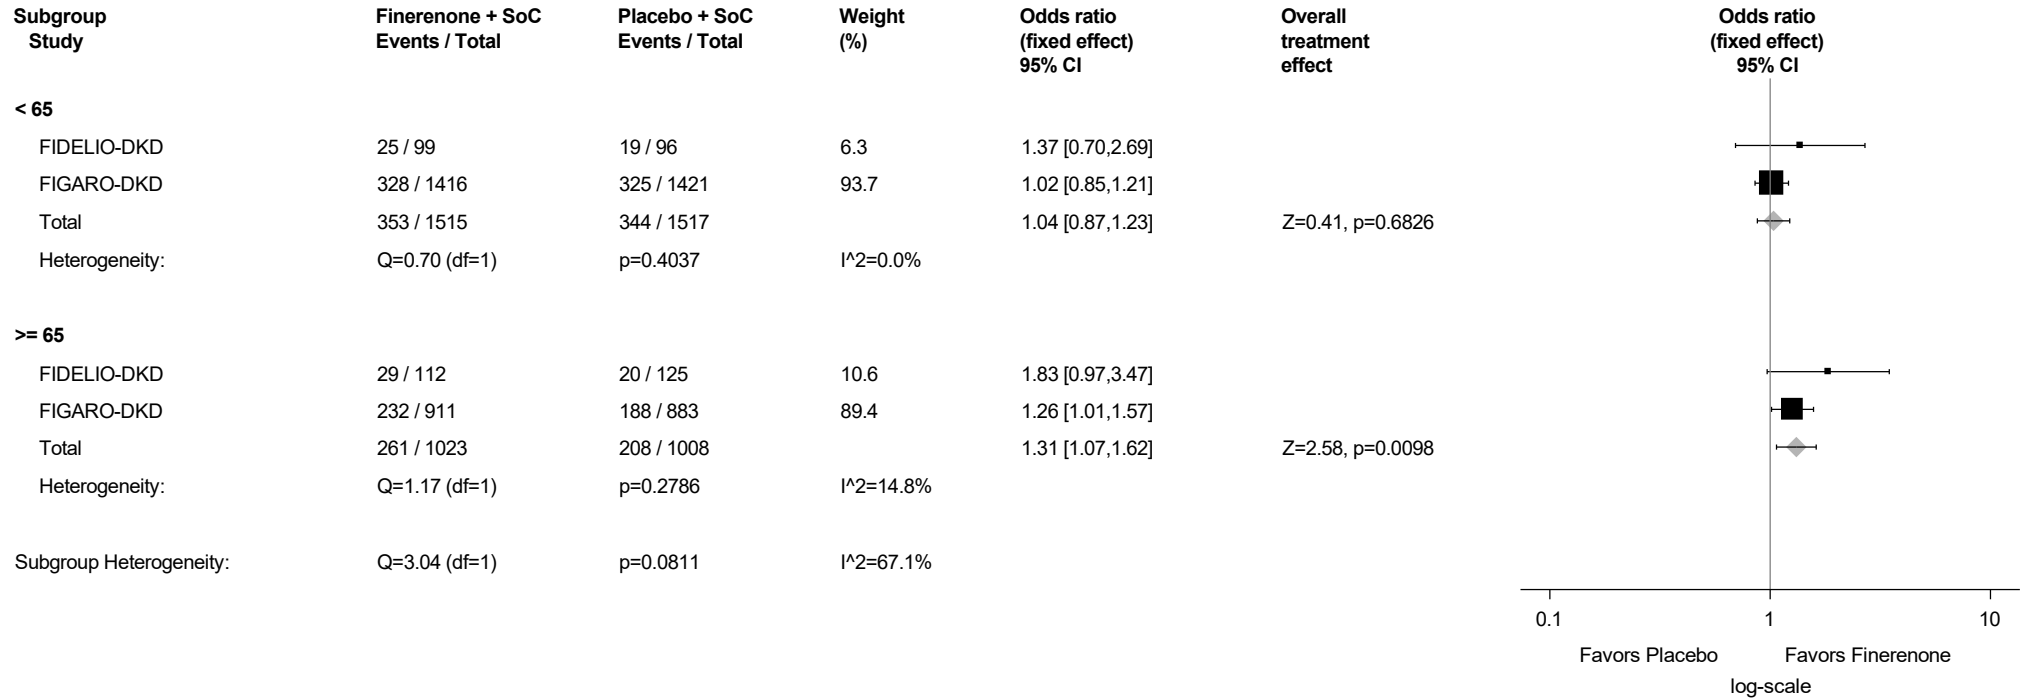 Subgroup Finerenone + SoC Placebo + SoC Weight Odds ratio Overall Odds ratio
Study Events / Total Events / Total (%) (fixed effect) treatment (fixed effect)
95% CI effect 95% CI
< 65
FIDELIO-DKD 25 / 99 19 / 96 6.3 1.37 [0.70,2.69]
FIGARO-DKD 328 / 1416 325 / 1421 93.7 1.02 [0.85,1.21]
Total 353 / 1515 344 / 1517 1.04 [0.87,1.23] Z=0.41, p=0.6826
Heterogeneity: Q=0.70 (df=1) p=0.4037 I^2=0.0%
>= 65
FIDELIO-DKD 29 / 112 20 / 125 10.6 1.83 [0.97,3.47]
FIGARO-DKD 232 / 911 188 / 883 89.4 1.26 [1.01,1.57]
Total 261 / 1023 208 / 1008 1.31 [1.07,1.62] Z=2.58, p=0.0098
Heterogeneity: Q=1.17 (df=1) p=0.2786 I^2=14.8%
Subgroup Heterogeneity: Q=3.04 (df=1) p=0.0811 I^2=67.1%
0.1 1 10
Favors Placebo Favors Finerenone
log-scale